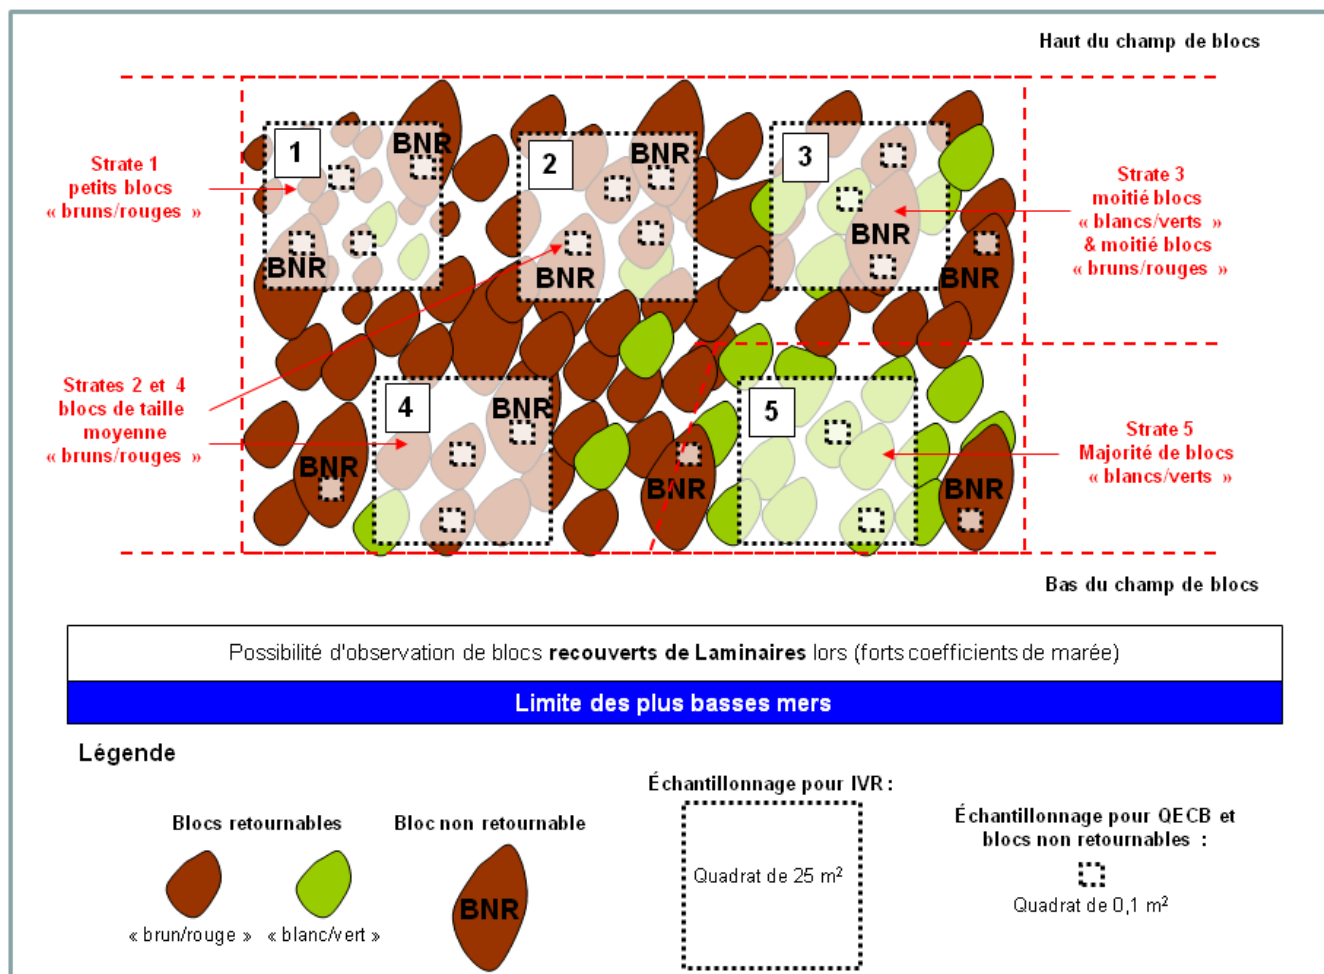 Haut du champ de blocs
Strate 1
petits blocs
« bruns/rouges »
1
BNR
BNR
2
BNR
BNR
3
BNR
BNR
Strate 3
moitié blocs
« blancs/verts »
& moitié blocs
« bruns/rouges »
Strates 2 et 4
blocs de taille
moyenne
« bruns/rouges »
4
BNR
BNR
BNR
5
BNR
Strate 5
Majorité de blocs
« blancs/verts »
Bas du champ de blocs
Possibilité d'observation de blocs recouverts de Laminaires lors (forts coefficients de marée)
Limite des plus basses mers
Légende
Blocs retournables
« brun/rouge »
« blanc/vert »
Bloc non retournable
BNR
Échantillonnage pour IVR :
Quadrat de 25 m²
Échantillonnage pour QECB et
blocs non retournables :
Quadrat de 0,1 m²